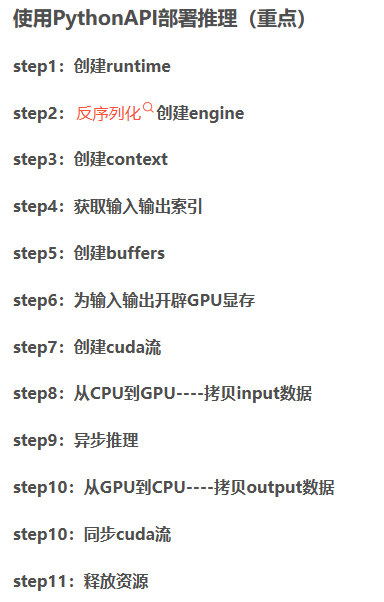 使用PythonAPI部署推理（重点）
step1：创建runtime
step2：反序列化创建engine
step3：创建context
step4：获取输入输出索引
step5：创建buffers
step6：为输入输出开辟GPU显存
step7：创建cuda流
step8：从CPU到GPU----拷贝input数据
step9：异步推理
step10：从GPU到CPU----拷贝output数据
step10：同步cuda流
step11：释放资源